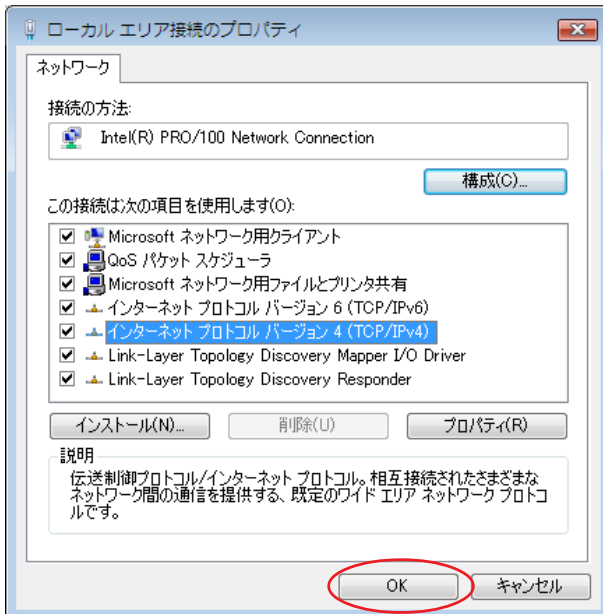 ローカル エリア接続のプロパティ
ネットワーク
接続の方法:
Intel(R) PRO/100 Network Connection
構成(C)...
この接続は次の項目を使用します(O):
Microsoft ネットワーク用クライアント
QoS パケット スケジューラ
Microsoft ネットワーク用ファイルとプリンタ共有
インターネット プロトコル バージョン 6 (TCP/IPv6)
インターネット プロトコル バージョン 4 (TCP/IPv4)
Link-Layer Topology Discovery Mapper I/O Driver
Link-Layer Topology Discovery Responder
インストール(N)... 削除(U) プロパティ(R)
説明
伝送制御プロトコル/インターネット プロトコル。相互接続されたさまざまな
ネットワーク間の通信を提供する、既定のワイド エリア ネットワーク プロトコ
ルです。
OK キャンセル